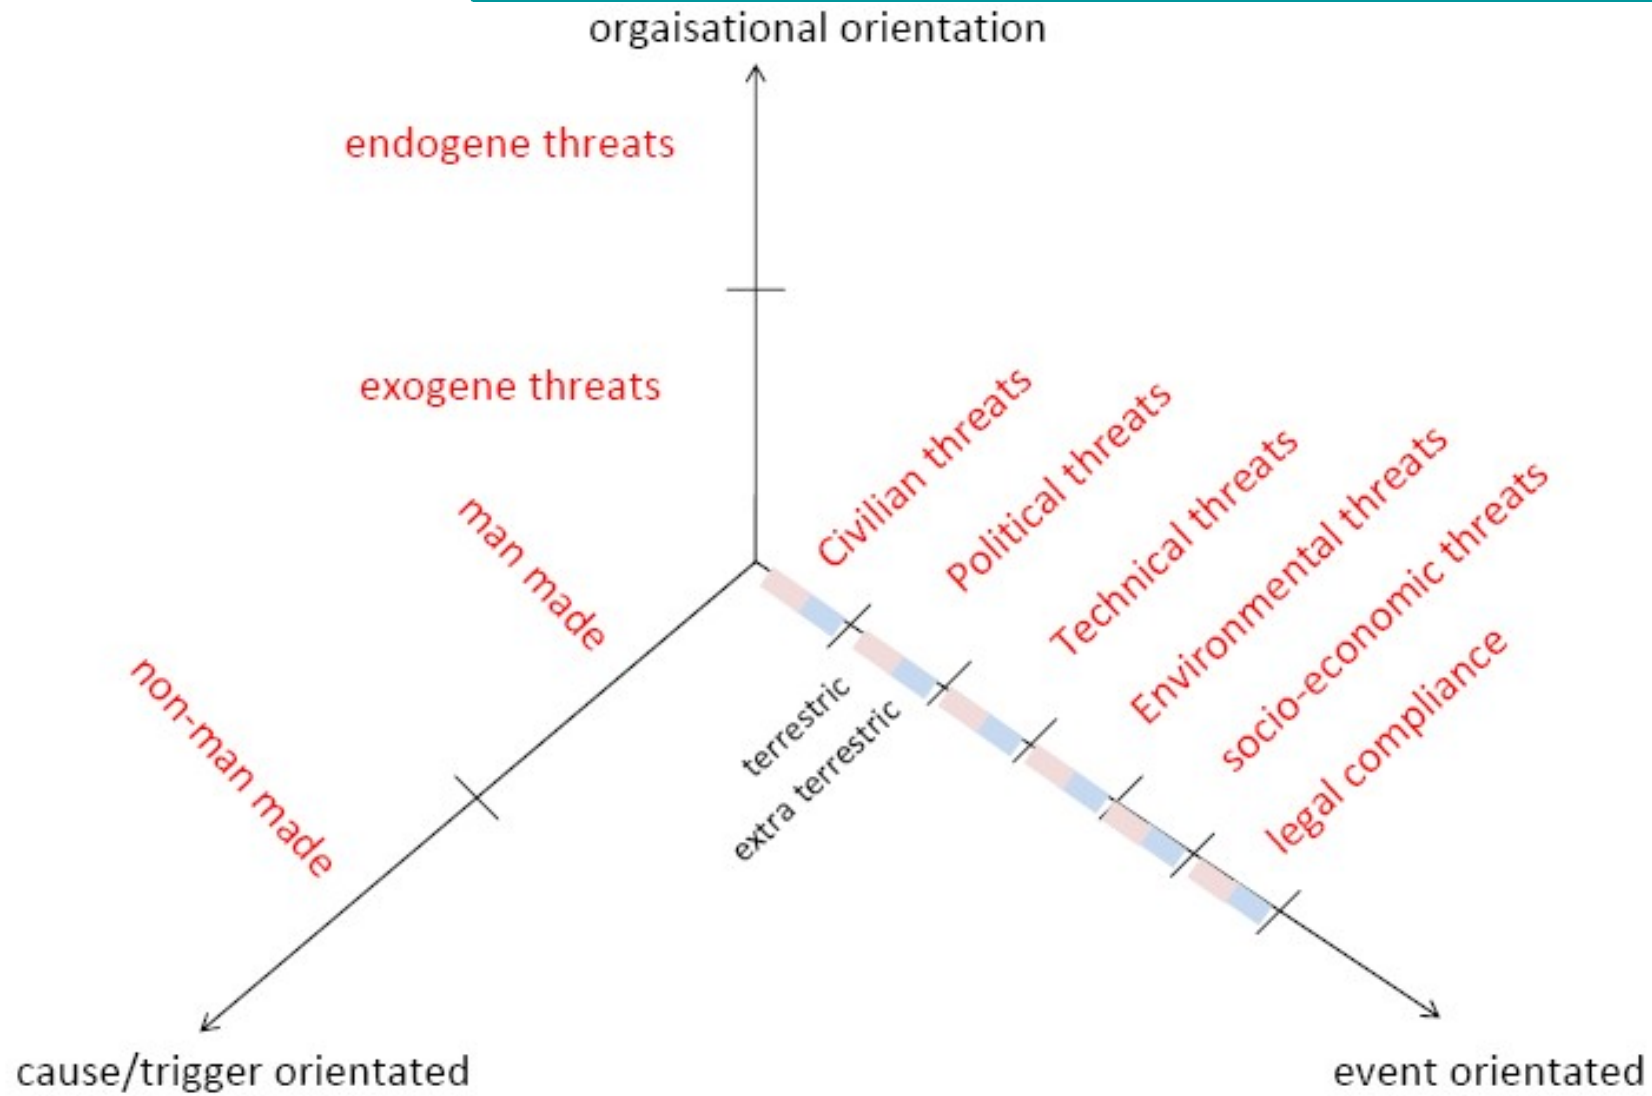 orgaisational orientation
endogene threats
exogene threats
man made
non-man made
Civilian threats
Political threats
Technical threats
Environmental threats
socio-economic threats
legal compliance
terrestric
extra terrestric
cause/trigger orientated
event orientated